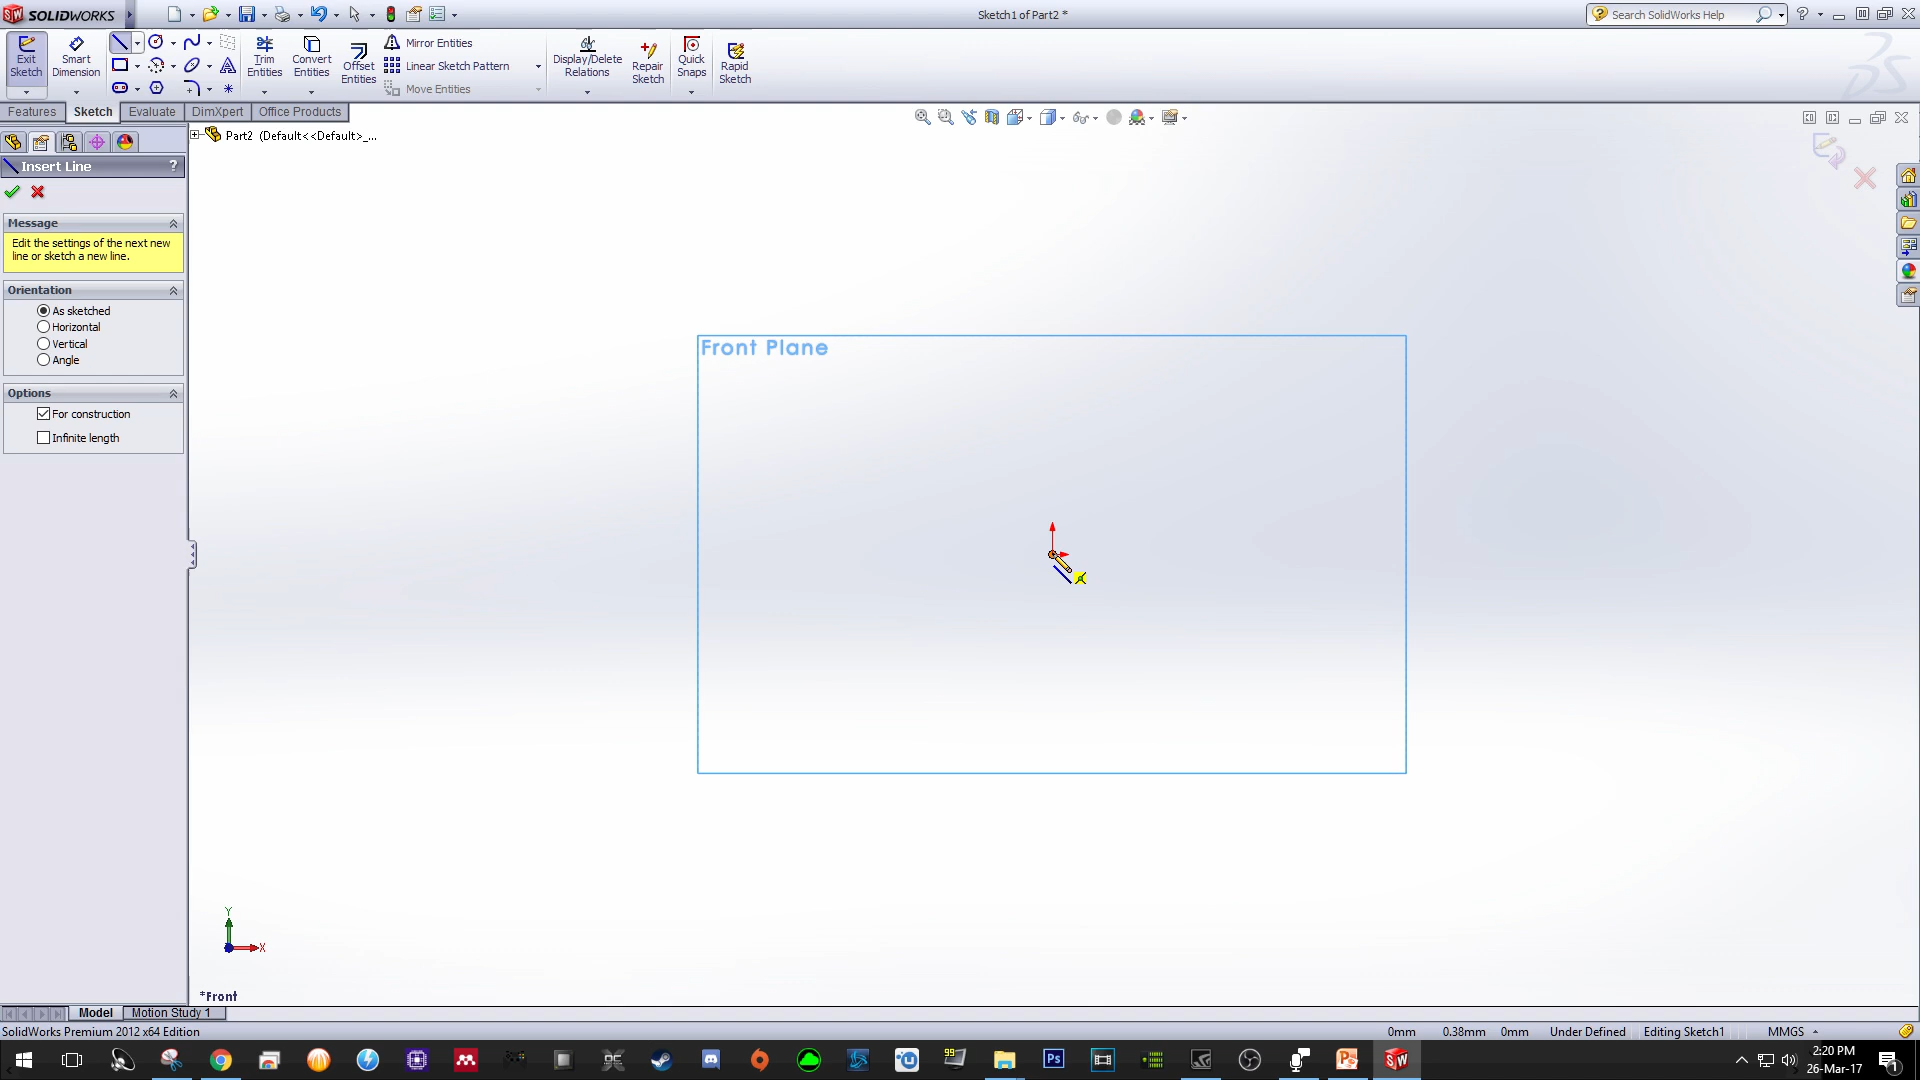 SOLIDWORKS
Sketch1 of Part2 *
Search SolidWorks Help
Exit Sketch
Smart Dimension
Trim Entities
Convert Entities
Offset Entities
Mirror Entities
Linear Sketch Pattern
Move Entities
Display/Delete Relations
Repair Sketch
Quick Snaps
Rapid Sketch
Features
Sketch
Evaluate
DimXpert
Office Products
Part2 (Default<<Default>_...
Insert Line
?
Message
Edit the settings of the next new
line or sketch a new line.
Orientation
As sketched
Horizontal
Vertical
Angle
Options
For construction
Infinite length
Front Plane
Y
X
*Front
Model
Motion Study 1
SolidWorks Premium 2012 x64 Edition
0mm
0.38mm
0mm
Under Defined
Editing Sketch1
MMGS
99
Ps
2:20 PM
26-Mar-17
1